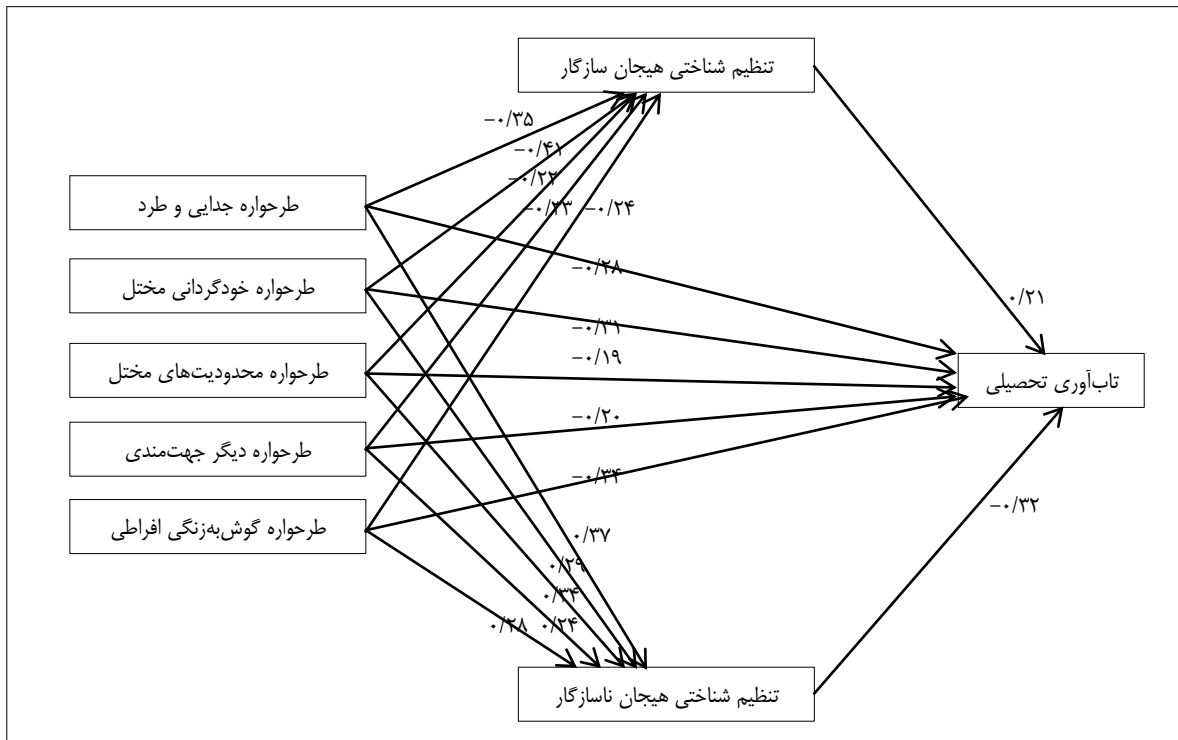 تنظیم شناختی هیجان سازگار
−۰/۳۵
−۰/۴۱
−۰/۲۲
−۰/۲۳
−۰/۲۴
طرحواره جدایی و طرد
−۰/۲۸
طرحواره خودگردانی مختل
۰/۲۱
−۰/۳۱
−۰/۱۹
طرحواره محدودیت‌های مختل
تاب‌آوری تحصیلی
−۰/۲۰
طرحواره دیگر جهت‌مندی
−۰/۳۴
−۰/۳۲
طرحواره گوش‌به‌زنگی افراطی
۰/۳۷
۰/۲۹
۰/۳۴
۰/۲۴
۰/۲۸
تنظیم شناختی هیجان ناسازگار